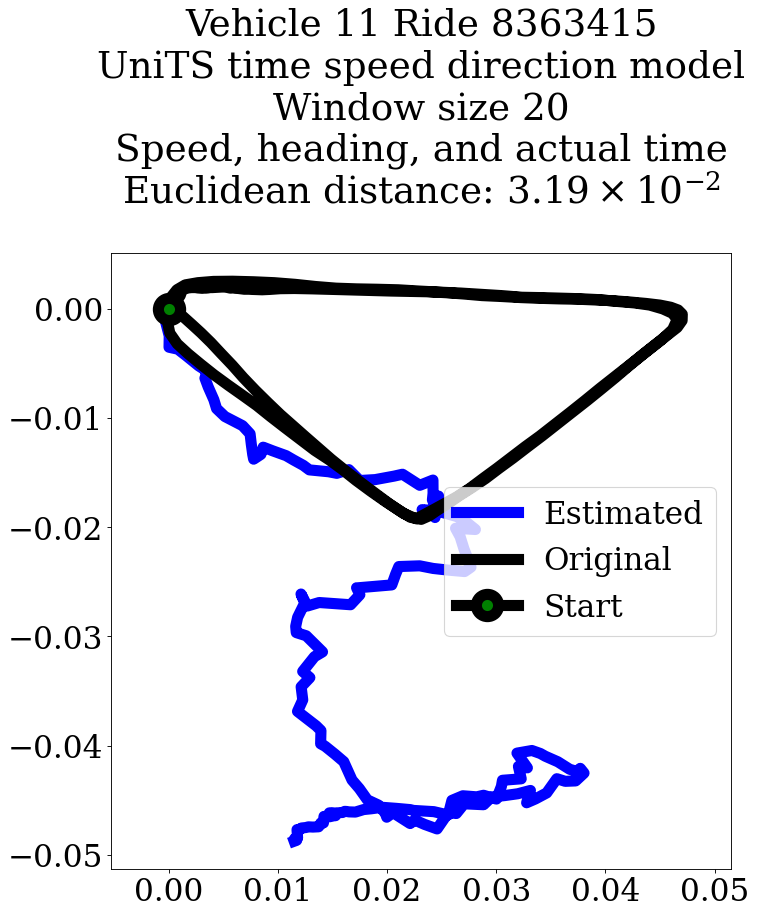 Vehicle 11 Ride 8363415
UniTS time speed direction model
Window size 20
Speed, heading, and actual time
Euclidean distance: 3.19 × 10⁻²
0.00
−0.01
−0.02
−0.03
−0.04
−0.05
Estimated
Original
Start
0.00 0.01 0.02 0.03 0.04 0.05